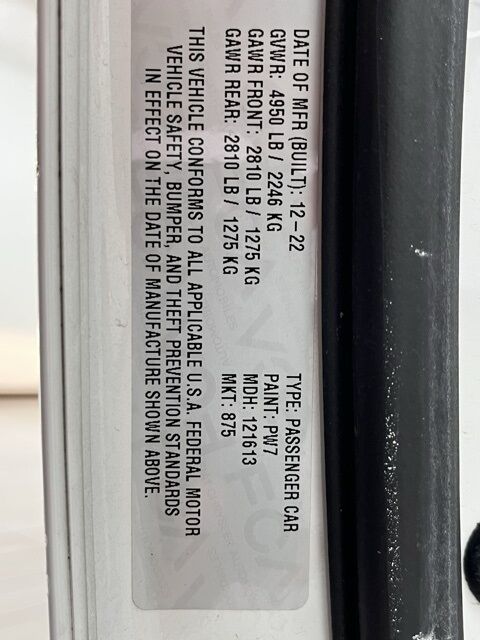 DATE OF MFR (BUILT): 12-22 TYPE: PASSENGER CAR
GVWR: 4950 LB / 2246 KG PAINT: PW7
GAWR FRONT: 2810 LB / 1275 KG MDH: 121613
GAWR REAR: 2810 LB / 1275 KG MKT: 875
THIS VEHICLE CONFORMS TO ALL APPLICABLE U.S.A. FEDERAL MOTOR
VEHICLE SAFETY, BUMPER, AND THEFT PREVENTION STANDARDS
IN EFFECT ON THE DATE OF MANUFACTURE SHOWN ABOVE.